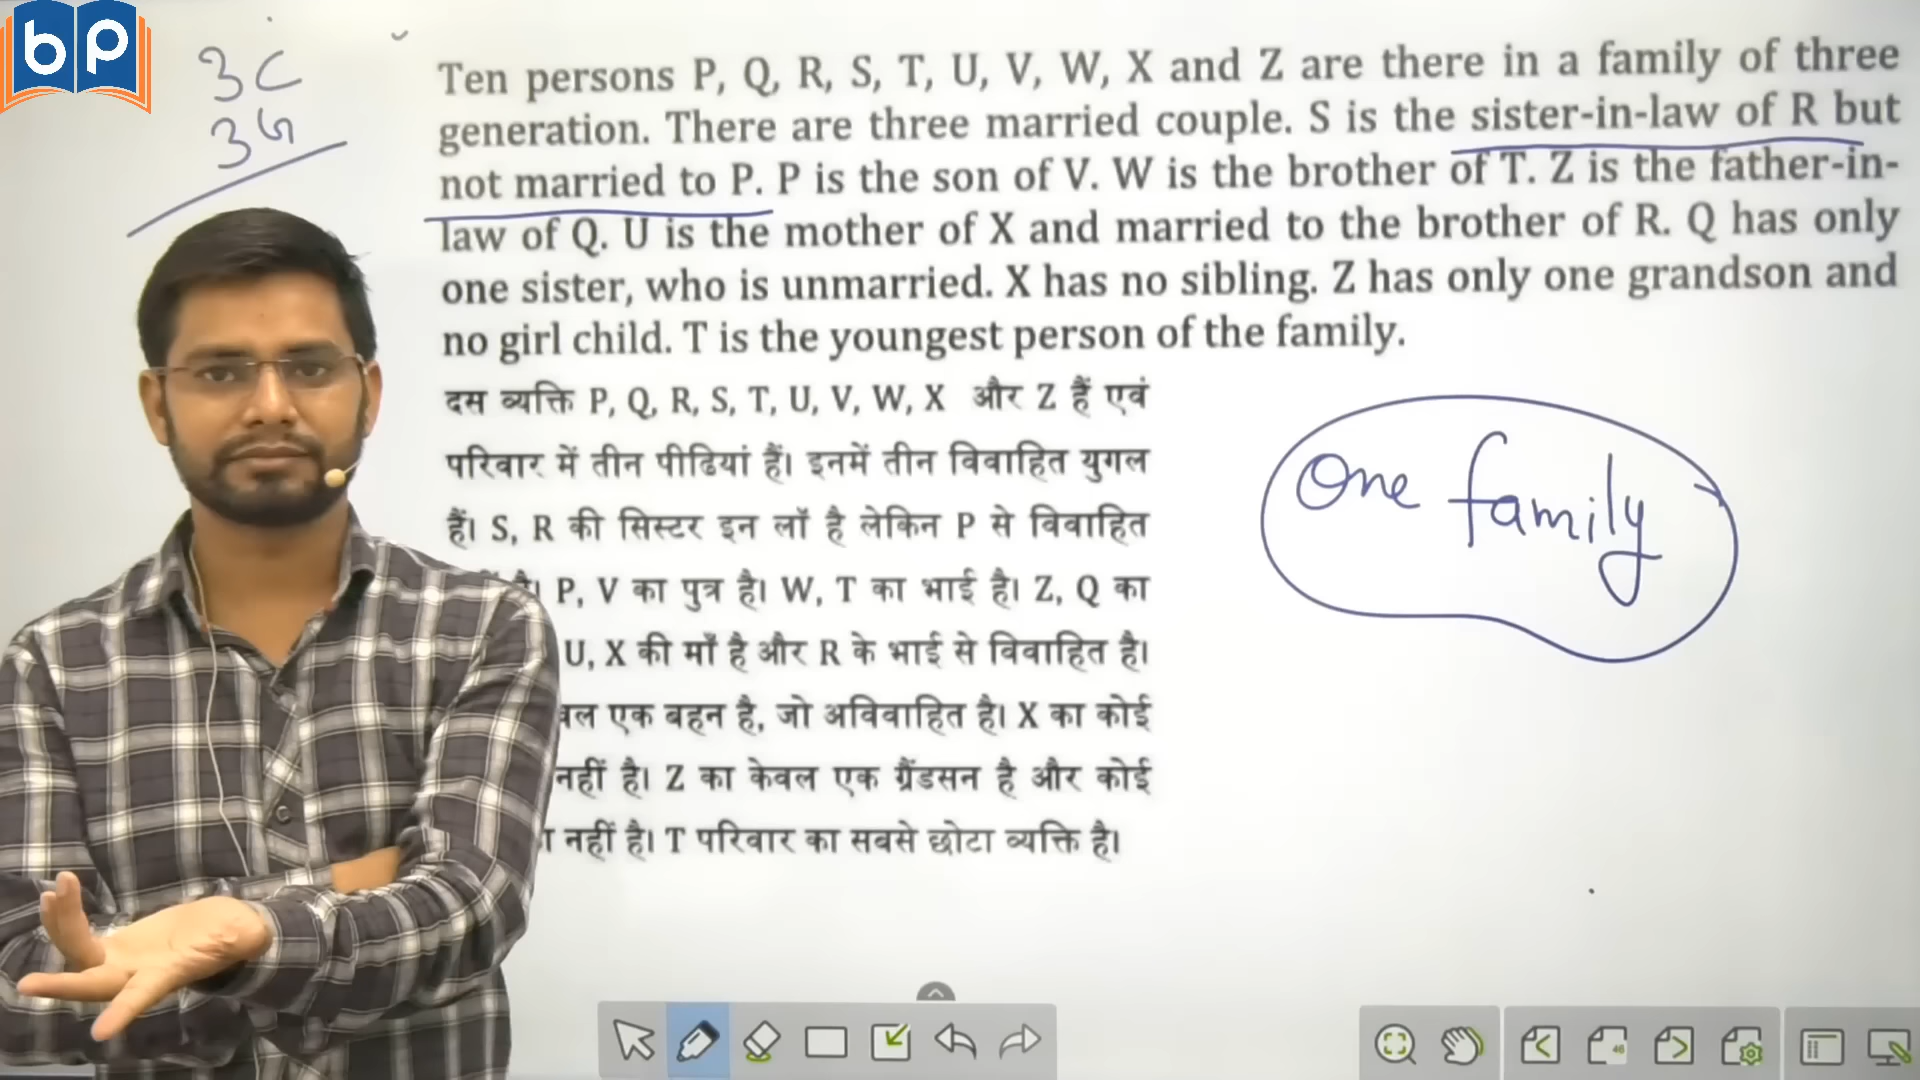 bp
3C
3G
Ten persons P, Q, R, S, T, U, V, W, X and Z are there in a family of three
generation. There are three married couple. S is the sister-in-law of R but
not married to P. P is the son of V. W is the brother of T. Z is the father-in-
law of Q. U is the mother of X and married to the brother of R. Q has only
one sister, who is unmarried. X has no sibling. Z has only one grandson and
no girl child. T is the youngest person of the family.
दस व्यक्ति P, Q, R, S, T, U, V, W, X और Z हैं एवं
परिवार में तीन पीढियां हैं। इनमें तीन विवाहित युगल
हैं। S, R की सिस्टर इन लॉ है लेकिन P से विवाहित
है। P, V का पुत्र है। W, T का भाई है। Z, Q का
U, X की माँ है और R के भाई से विवाहित है।
एक बहन है, जो अविवाहित है। X का कोई
नहीं है। Z का केवल एक ग्रैंडसन है और कोई
नहीं है। T परिवार का सबसे छोटा व्यक्ति है।
One family
46